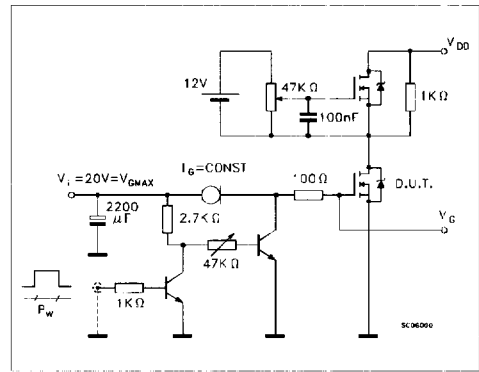 V_DD
12V
47KΩ
1KΩ
100nF
I_G=CONST
V_i =20V=V_GMAX
100Ω
D.U.T.
2200
μF
2.7KΩ
V_G
47KΩ
1KΩ
P_W
SC06000